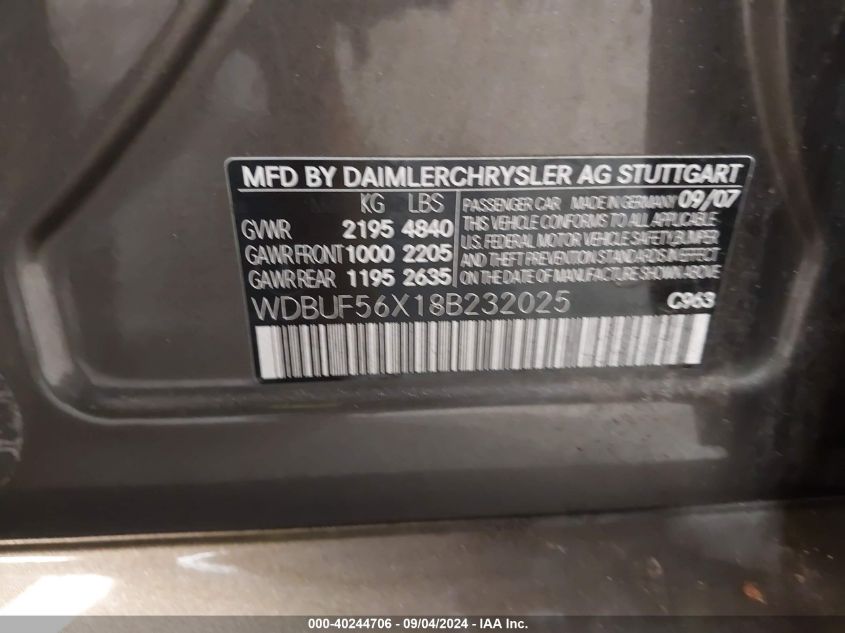 MFD BY DAIMLERCHRYSLER AG STUTTGART
KG LBS
GVWR 2195 4840
GAWR FRONT 1000 2205
GAWR REAR 1195 2635
PASSENGER CAR MADE IN GERMANY 09/07
THIS VEHICLE CONFORMS TO ALL APPLICABLE
U.S. FEDERAL MOTOR VEHICLE SAFETY, BUMPER
AND THEFT PREVENTION STANDARDS IN EFFECT
ON THE DATE OF MANUFACTURE SHOWN ABOVE
WDBUF56X18B232025 C963
000-40244706 - 09/04/2024 - IAA Inc.